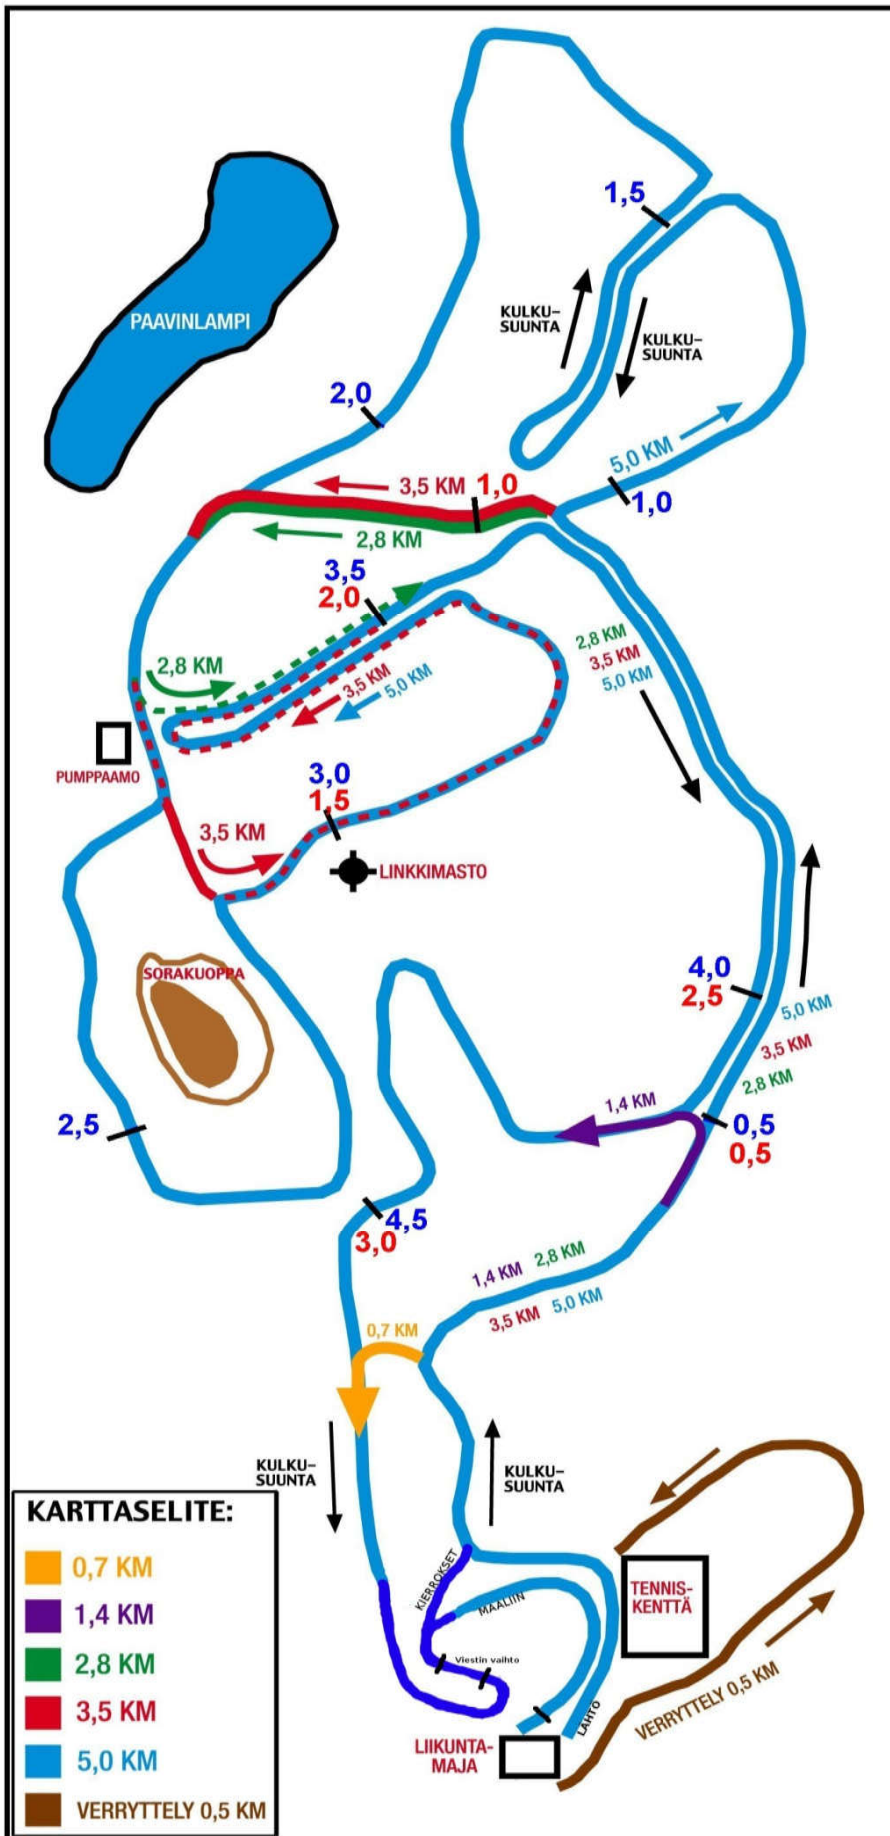 1,5
PAAVINLAMPI
KULKU-
SUUNTA
KULKU-
SUUNTA
2,0
5,0 KM
3,5 KM
1,0
1,0
2,8 KM
3,5
2,0
2,8 KM
2,8 KM
3,5 KM
5,0 KM
3,5 KM
5,0 KM
PUMPPAAMO
3,0
1,5
3,5 KM
LINKKIMASTO
SORAKUOPPA
4,0
2,5
5,0 KM
3,5 KM
2,8 KM
1,4 KM
2,5
0,5
0,5
4,5
3,0
1,4 KM
2,8 KM
3,5 KM
5,0 KM
0,7 KM
KULKU-
SUUNTA
KULKU-
SUUNTA
KARTTASELITE:
0,7 KM
1,4 KM
2,8 KM
3,5 KM
5,0 KM
VERRYTTELY 0,5 KM
KIERROKSET
MAALIIN
Viestin vaihto
TENNIS-
KENTTÄ
LÄHTÖ
VERRYTTELY 0,5 KM
LIIKUNTA-
MAJA